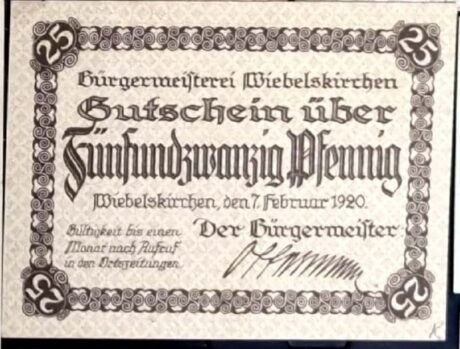 25 25
Bürgermeisterei Wiebelskirchen
Gutschein über
Fünfundzwanzig Pfennig
Wiebelskirchen, den 7. Februar 1920.
Gültigkeit bis einen
Monat nach Aufruf
in den Ortszeitungen.
Der Bürgermeister:
25 25